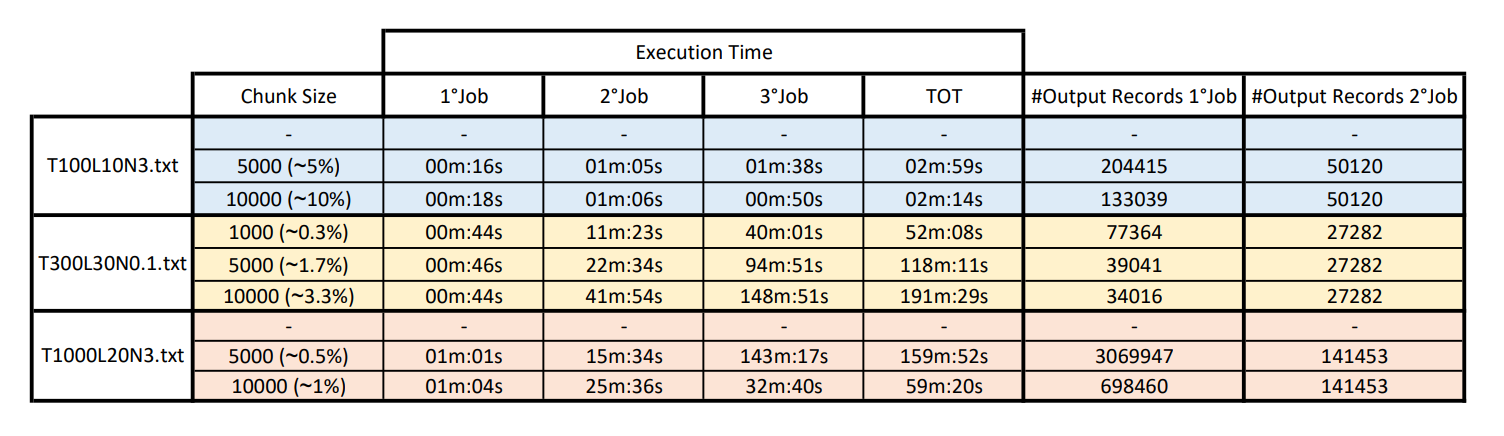 Execution Time
Chunk Size 1°Job 2°Job 3°Job TOT #Output Records 1°Job #Output Records 2°Job
T100L10N3.txt
- - - - - - -
5000 (~5%) 00m:16s 01m:05s 01m:38s 02m:59s 204415 50120
10000 (~10%) 00m:18s 01m:06s 00m:50s 02m:14s 133039 50120
T300L30N0.1.txt
1000 (~0.3%) 00m:44s 11m:23s 40m:01s 52m:08s 77364 27282
5000 (~1.7%) 00m:46s 22m:34s 94m:51s 118m:11s 39041 27282
10000 (~3.3%) 00m:44s 41m:54s 148m:51s 191m:29s 34016 27282
T1000L20N3.txt
- - - - - - -
5000 (~0.5%) 01m:01s 15m:34s 143m:17s 159m:52s 3069947 141453
10000 (~1%) 01m:04s 25m:36s 32m:40s 59m:20s 698460 141453